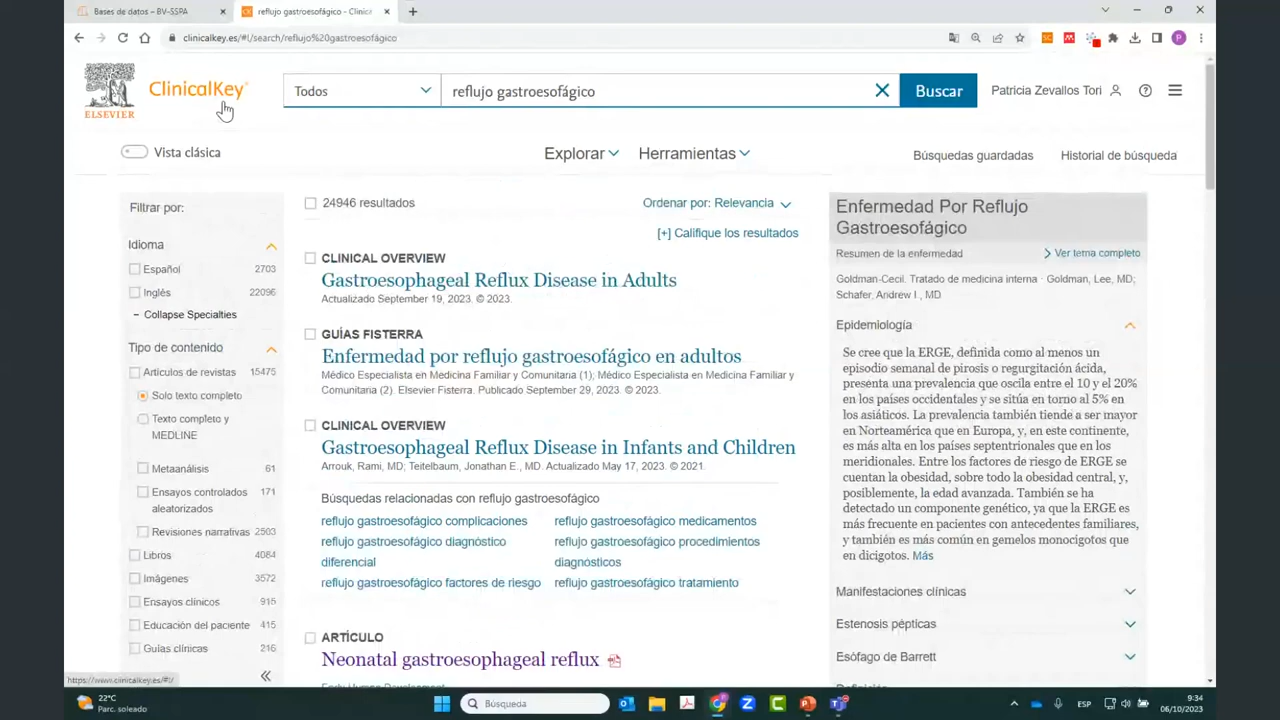 Bases de datos – BV-SSPA
reflujo gastroesofágico - Clinic
clinicalkey.es/#!/search/reflujo%20gastroesofágico
P
ELSEVIER
ClinicalKey®
Todos
reflujo gastroesofágico
Buscar
Patricia Zevallos Tori
Vista clásica
Explorar
Herramientas
Búsquedas guardadas
Historial de búsqueda
Filtrar por:
Idioma
Español 2703
Inglés 22096
− Collapse Specialties
Tipo de contenido
Artículos de revistas 15475
Solo texto completo
Texto completo y
MEDLINE
Metaanálisis 61
Ensayos controlados 171
aleatorizados
Revisiones narrativas 2503
Libros 4084
Imágenes 3572
Ensayos clínicos 915
Educación del paciente 415
Guías clínicas 216
24946 resultados
Ordenar por: Relevancia
[+] Califique los resultados
CLINICAL OVERVIEW
Gastroesophageal Reflux Disease in Adults
Actualizado September 19, 2023. © 2023.
GUÍAS FISTERRA
Enfermedad por reflujo gastroesofágico en adultos
Médico Especialista en Medicina Familiar y Comunitaria (1); Médico Especialista en Medicina Familiar y
Comunitaria (2). Elsevier Fisterra. Publicado September 29, 2023. © 2023.
CLINICAL OVERVIEW
Gastroesophageal Reflux Disease in Infants and Children
Arrouk, Rami, MD; Teitelbaum, Jonathan E., MD. Actualizado May 17, 2023. © 2021.
Búsquedas relacionadas con reflujo gastroesofágico
reflujo gastroesofágico complicaciones
reflujo gastroesofágico medicamentos
reflujo gastroesofágico diagnóstico
diferencial
reflujo gastroesofágico procedimientos
diagnósticos
reflujo gastroesofágico factores de riesgo
reflujo gastroesofágico tratamiento
ARTÍCULO
Neonatal gastroesophageal reflux
Early Human Development
Enfermedad Por Reflujo
Gastroesofágico
Resumen de la enfermedad
Ver tema completo
Goldman-Cecil. Tratado de medicina interna · Goldman, Lee, MD;
Schafer, Andrew I., MD
Epidemiología
Se cree que la ERGE, definida como al menos un
episodio semanal de pirosis o regurgitación ácida,
presenta una prevalencia que oscila entre el 10 y el 20%
en los países occidentales y se sitúa en torno al 5% en
los asiáticos. La prevalencia también tiende a ser mayor
en Norteamérica que en Europa, y, en este continente,
es más alta en los países septentrionales que en los
meridionales. Entre los factores de riesgo de ERGE se
cuentan la obesidad, sobre todo la obesidad central, y,
posiblemente, la edad avanzada. También se ha
detectado un componente genético, ya que la ERGE es
más frecuente en pacientes con antecedentes familiares,
y también es más común en gemelos monocigotos que
en dicigotos. Más
Manifestaciones clínicas
Estenosis pépticas
Esófago de Barrett
https://www.clinicalkey.es/#!/
22°C
Parc. soleado
Búsqueda
ESP
9:34
06/10/2023